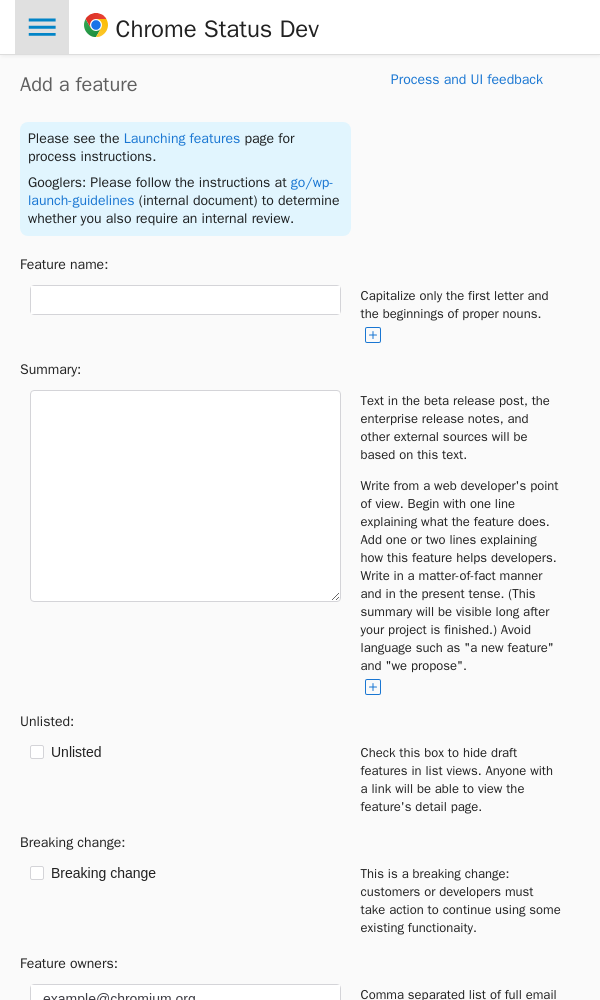 Chrome Status Dev
Add a feature
Process and UI feedback
Please see the Launching features page for
process instructions.
Googlers: Please follow the instructions at go/wp-
launch-guidelines (internal document) to determine
whether you also require an internal review.
Feature name:
Capitalize only the first letter and
the beginnings of proper nouns.
Summary:
Text in the beta release post, the
enterprise release notes, and
other external sources will be
based on this text.
Write from a web developer's point
of view. Begin with one line
explaining what the feature does.
Add one or two lines explaining
how this feature helps developers.
Write in a matter-of-fact manner
and in the present tense. (This
summary will be visible long after
your project is finished.) Avoid
language such as "a new feature"
and "we propose".
Unlisted:
Unlisted
Check this box to hide draft
features in list views. Anyone with
a link will be able to view the
feature's detail page.
Breaking change:
Breaking change
This is a breaking change:
customers or developers must
take action to continue using some
existing functionaity.
Feature owners:
example@chromium.org
Comma separated list of full email